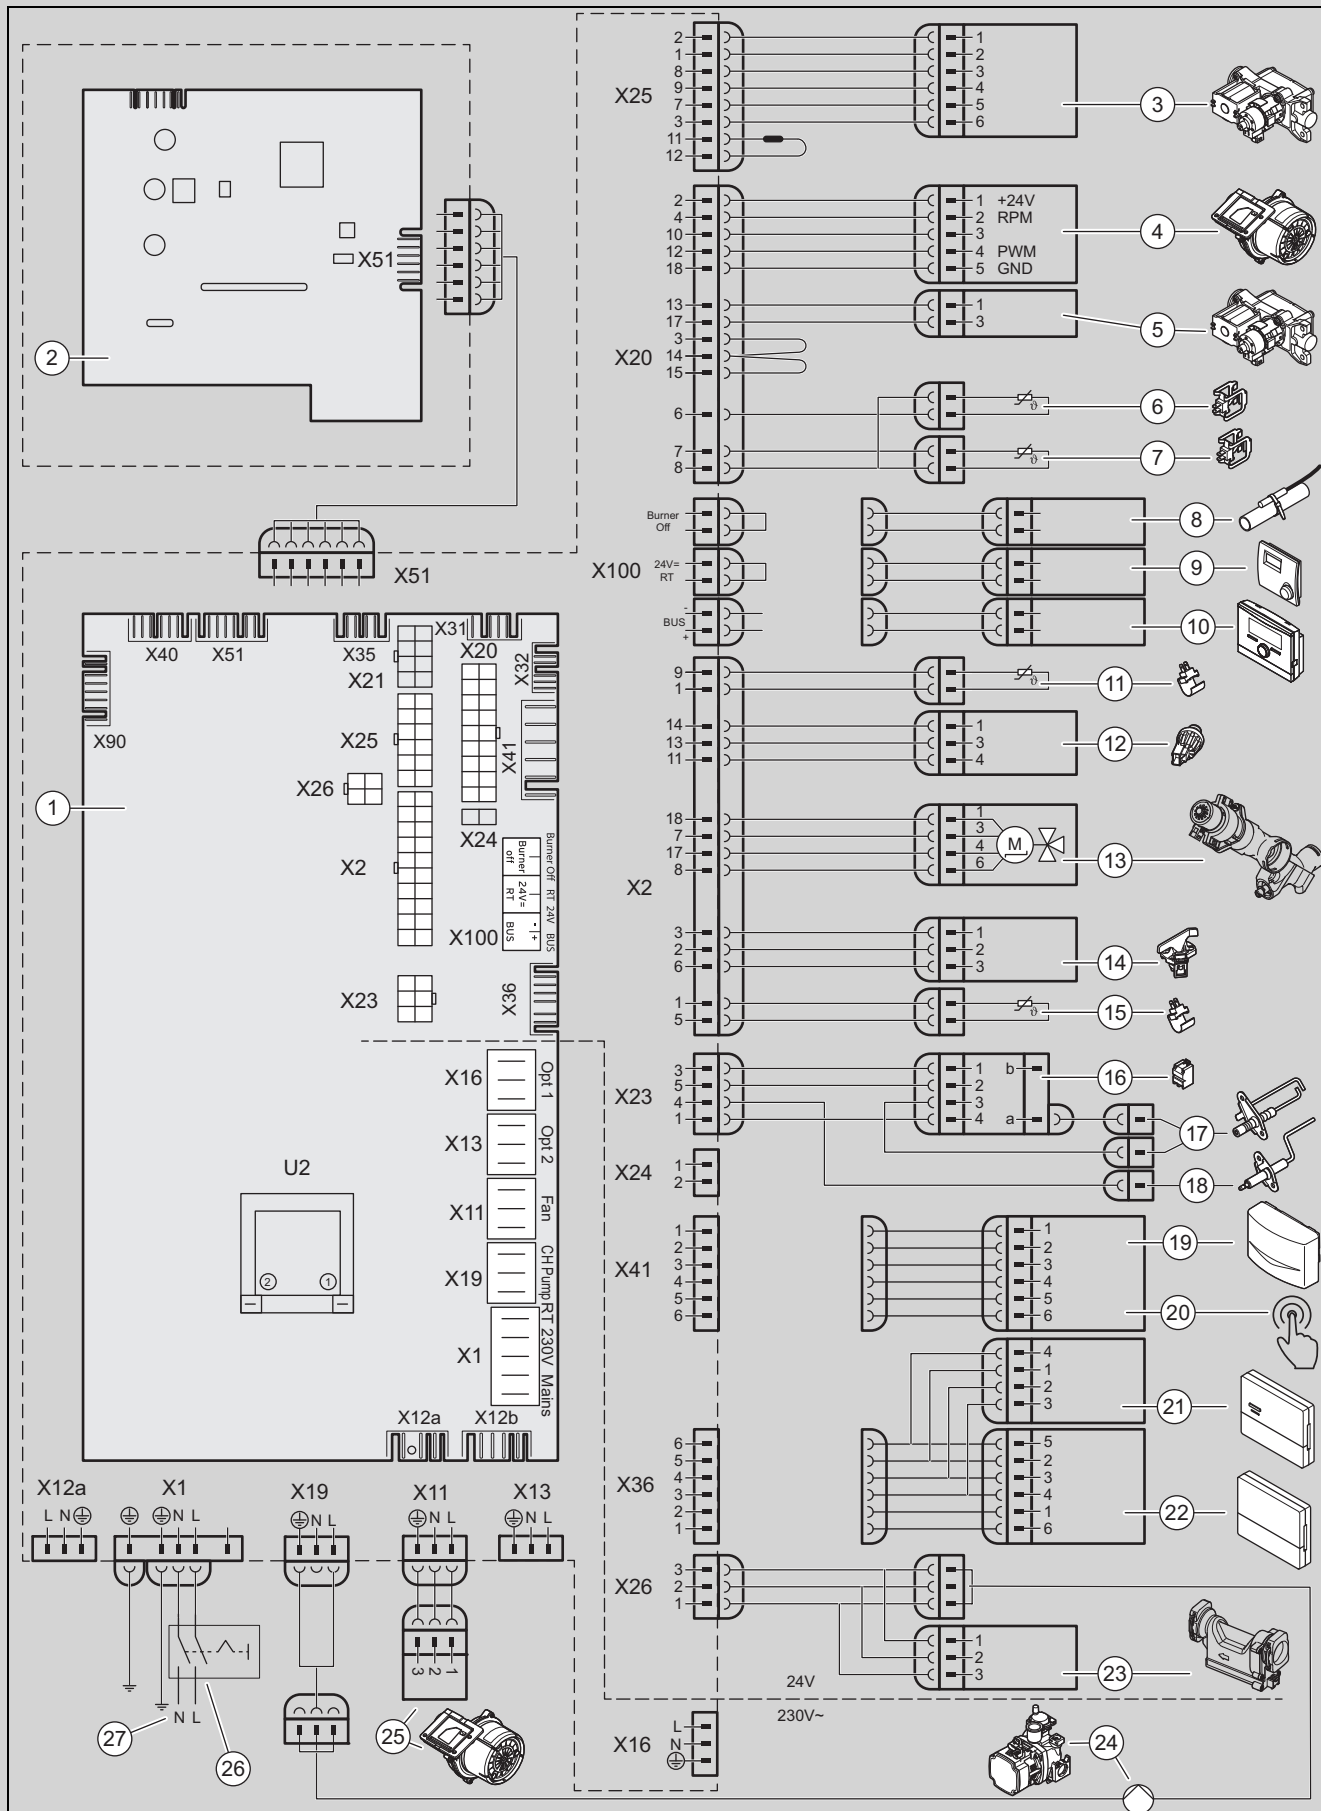 2
1
8
9
7
3
11
12
X25
1
2
3
4
5
6
3
2
4
10
12
18
1 +24V
2 RPM
3
4 PWM
5 GND
4
13
17
3
14
15
X20
1
3
5
6
ϑ
6
7
8
ϑ
7
X51
2
X51
Burner
Off
8
X100
24V=
RT
9
-
BUS
+
10
X40
X51
X35
X31
X21
X20
X32
X90
X25
X41
X26
1
X24
X2
Burner off
24V= RT
- + BUS
Burner Off RT 24V BUS
X100
X23
X36
X16
Opt 1
X13
Opt 2
U2
X11
Fan
2
1
X19
CH Pump
X1
RT 230V Mains
X12a
X12b
9
1
ϑ
11
14
13
11
1
3
4
12
18
7
17
8
1
3
4
6
M
13
X2
3
2
6
1
2
3
14
1
5
ϑ
15
X23
3
5
4
1
1
2
3
4
b
a
16
17
18
X24
1
2
X41
1
2
3
4
5
6
1
2
3
4
5
6
19
20
4
1
2
3
21
X36
6
5
4
3
2
1
5
2
3
4
1
6
22
X26
3
2
1
1
2
3
23
24V
230V~
X16
L
N
24
X12a
L N
X1
N L
X19
N L
X11
N L
X13
N L
3 2 1
N L
27
26
25